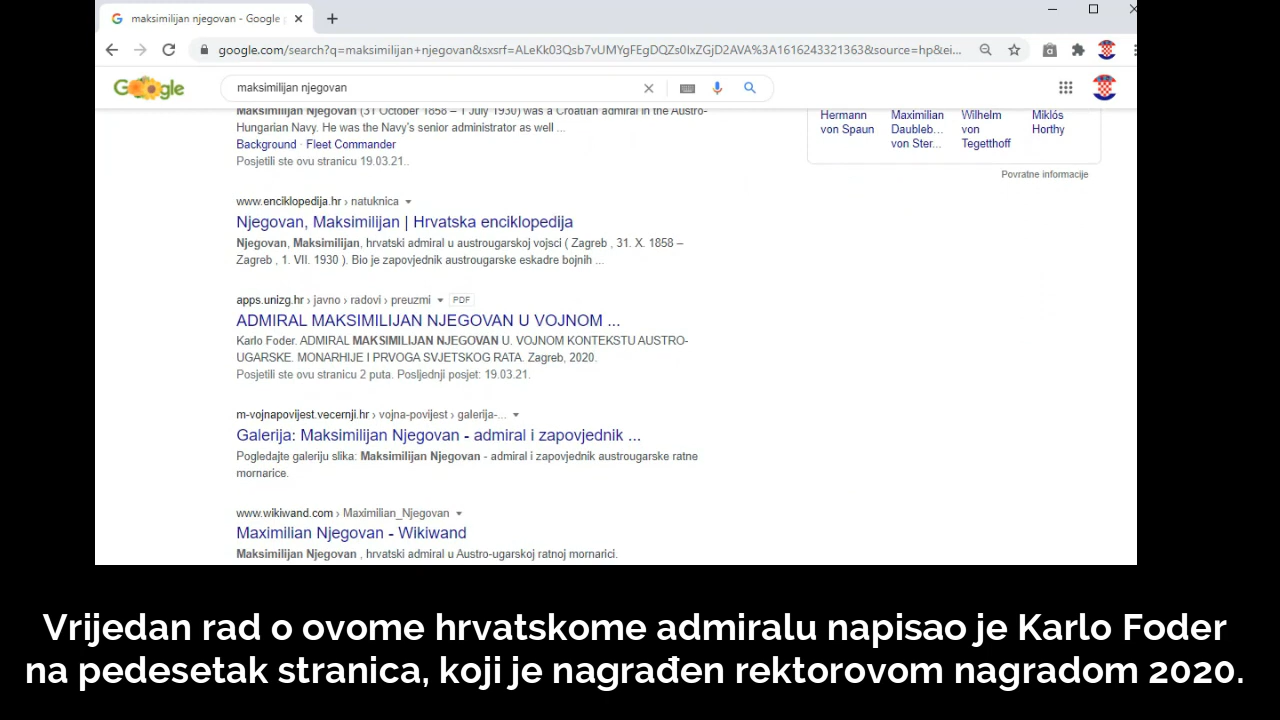 maksimilijan njegovan - Google
google.com/search?q=maksimilijan+njegovan&sxsrf=ALeKk03Qsb7vUMYgFEgDQZs0IxZGjD2AVA%3A1616243321363&source=hp&ei...
Google
maksimilijan njegovan
Maksimilijan Njegovan (31 October 1858 – 1 July 1930) was a Croatian admiral in the Austro-
Hungarian Navy. He was the Navy's senior administrator as well ...
Background · Fleet Commander
Posjetili ste ovu stranicu 19.03.21..
Hermann
von Spaun
Maximilian
Daubleb...
von Ster...
Wilhelm
von
Tegetthoff
Miklós
Horthy
Povratne informacije
www.enciklopedija.hr › natuknica
Njegovan, Maksimilijan | Hrvatska enciklopedija
Njegovan, Maksimilijan, hrvatski admiral u austrougarskoj vojsci ( Zagreb , 31. X. 1858 –
Zagreb , 1. VII. 1930 ). Bio je zapovjednik austrougarske eskadre bojnih ...
apps.unizg.hr › javno › radovi › preuzmi PDF
ADMIRAL MAKSIMILIJAN NJEGOVAN U VOJNOM ...
Karlo Foder. ADMIRAL MAKSIMILIJAN NJEGOVAN U. VOJNOM KONTEKSTU AUSTRO-
UGARSKE. MONARHIJE I PRVOGA SVJETSKOG RATA. Zagreb, 2020.
Posjetili ste ovu stranicu 2 puta. Posljednji posjet: 19.03.21.
m-vojnapovijest.vecernji.hr › vojna-povijest › galerija-...
Galerija: Maksimilijan Njegovan - admiral i zapovjednik ...
Pogledajte galeriju slika: Maksimilijan Njegovan - admiral i zapovjednik austrougarske ratne
mornarice.
www.wikiwand.com › Maximilian_Njegovan
Maximilian Njegovan - Wikiwand
Maksimilijan Njegovan , hrvatski admiral u Austro-ugarskoj ratnoj mornarici.
Vrijedan rad o ovome hrvatskome admiralu napisao je Karlo Foder
na pedesetak stranica, koji je nagrađen rektorovom nagradom 2020.